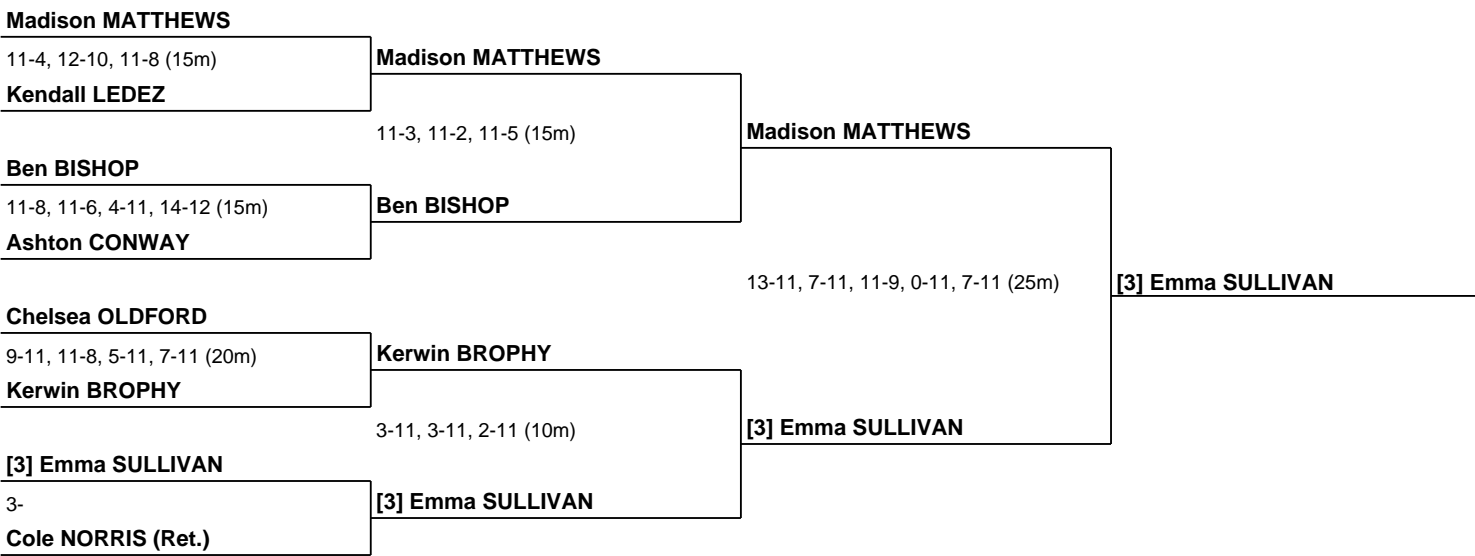 Madison MATTHEWS
11-4, 12-10, 11-8 (15m)
Madison MATTHEWS
Kendall LEDEZ
11-3, 11-2, 11-5 (15m)
Madison MATTHEWS
Ben BISHOP
11-8, 11-6, 4-11, 14-12 (15m)
Ben BISHOP
Ashton CONWAY
13-11, 7-11, 11-9, 0-11, 7-11 (25m)
[3] Emma SULLIVAN
Chelsea OLDFORD
9-11, 11-8, 5-11, 7-11 (20m)
Kerwin BROPHY
Kerwin BROPHY
3-11, 3-11, 2-11 (10m)
[3] Emma SULLIVAN
[3] Emma SULLIVAN
3-
[3] Emma SULLIVAN
Cole NORRIS (Ret.)